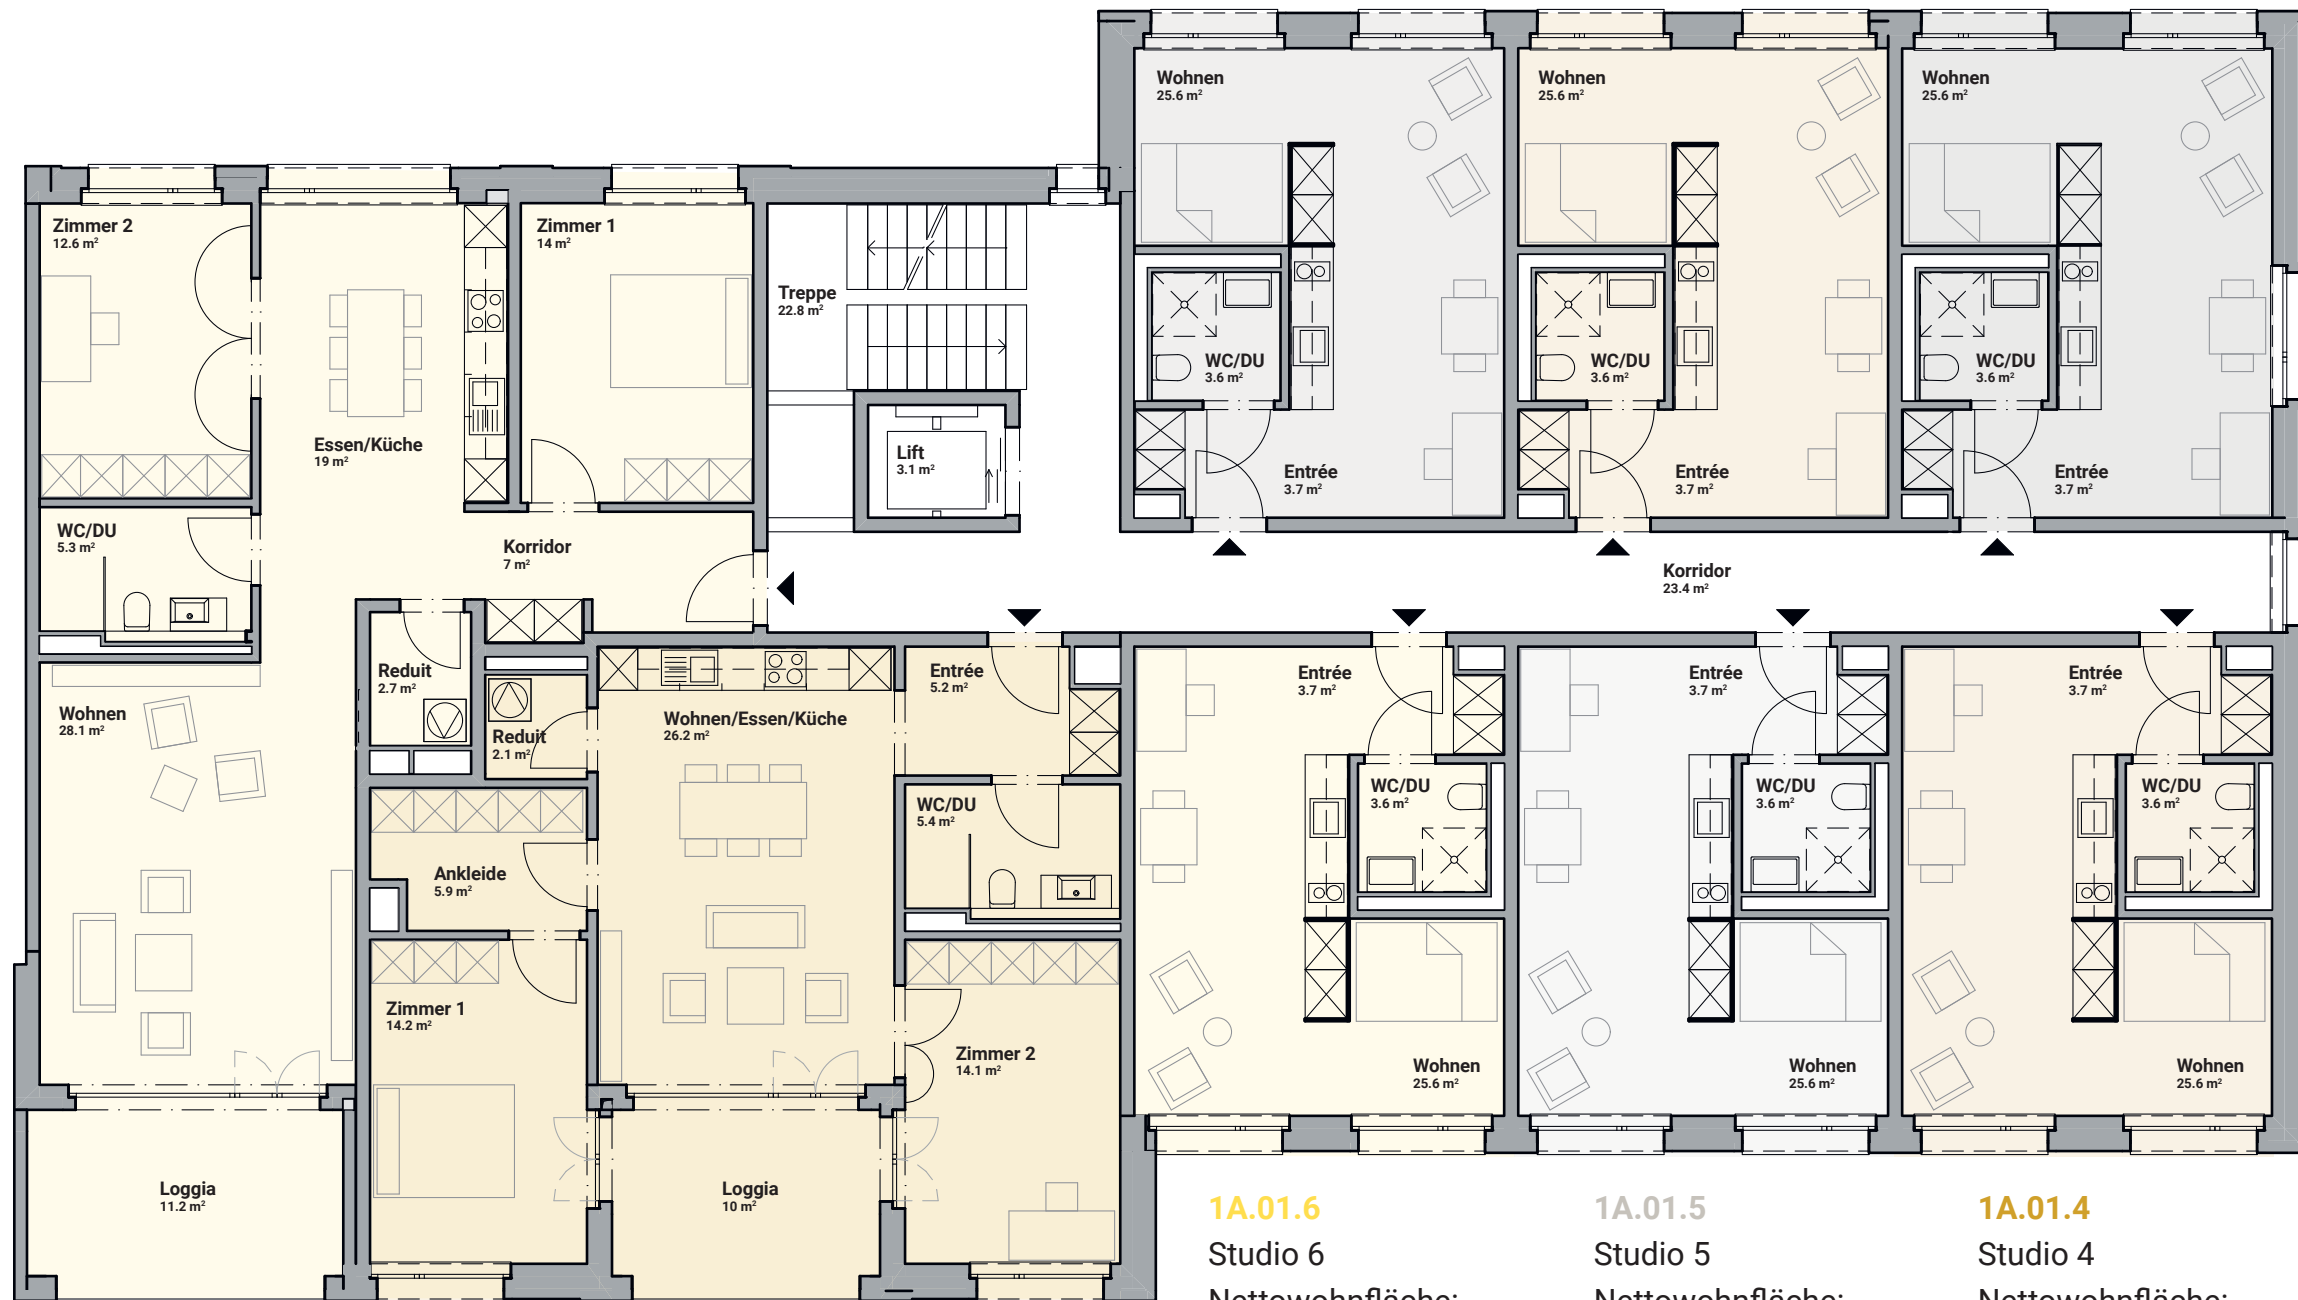 Wohnen
25.6 m²
Wohnen
25.6 m²
Wohnen
25.6 m²
Zimmer 2
12.6 m²
Zimmer 1
14 m²
Treppe
22.8 m²
WC/DU
3.6 m²
WC/DU
3.6 m²
WC/DU
3.6 m²
Essen/Küche
19 m²
Lift
3.1 m²
Entrée
3.7 m²
Entrée
3.7 m²
Entrée
3.7 m²
WC/DU
5.3 m²
Korridor
7 m²
Korridor
23.4 m²
Reduit
2.7 m²
Entrée
5.2 m²
Entrée
3.7 m²
Entrée
3.7 m²
Entrée
3.7 m²
Wohnen
28.1 m²
Reduit
2.1 m²
Wohnen/Essen/Küche
26.2 m²
WC/DU
5.4 m²
WC/DU
3.6 m²
WC/DU
3.6 m²
WC/DU
3.6 m²
Ankleide
5.9 m²
Zimmer 1
14.2 m²
Zimmer 2
14.1 m²
Wohnen
25.6 m²
Wohnen
25.6 m²
Wohnen
25.6 m²
Loggia
11.2 m²
Loggia
10 m²
1A.01.6
Studio 6
Nettowohnfläche:
1A.01.5
Studio 5
Nettowohnfläche:
1A.01.4
Studio 4
Nettowohnfläche: